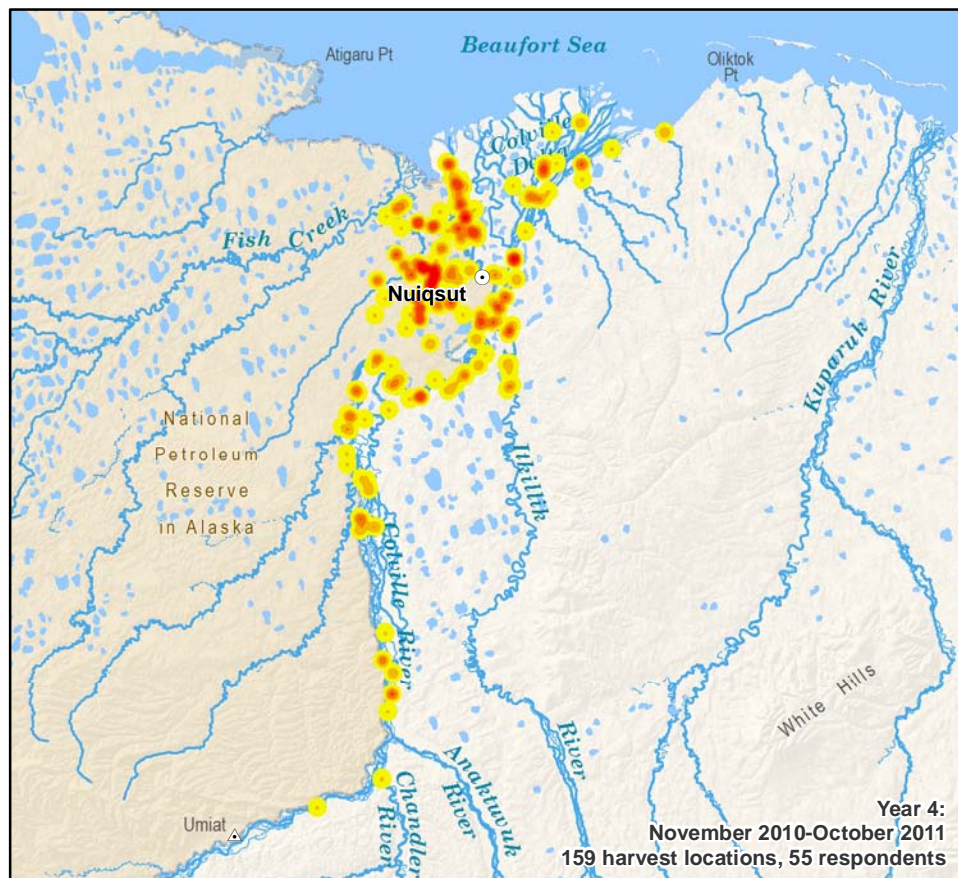 Beaufort Sea
Atigaru Pt
Oliktok
Pt
Colville
Delta
Fish Creek
Nuiqsut
Kuparuk River
National
Petroleum
Reserve
in Alaska
Itkillik
River
Colville
River
White Hills
Anaktuvuk
River
Chandler
River
Umiat
Year 4:
November 2010-October 2011
159 harvest locations, 55 respondents